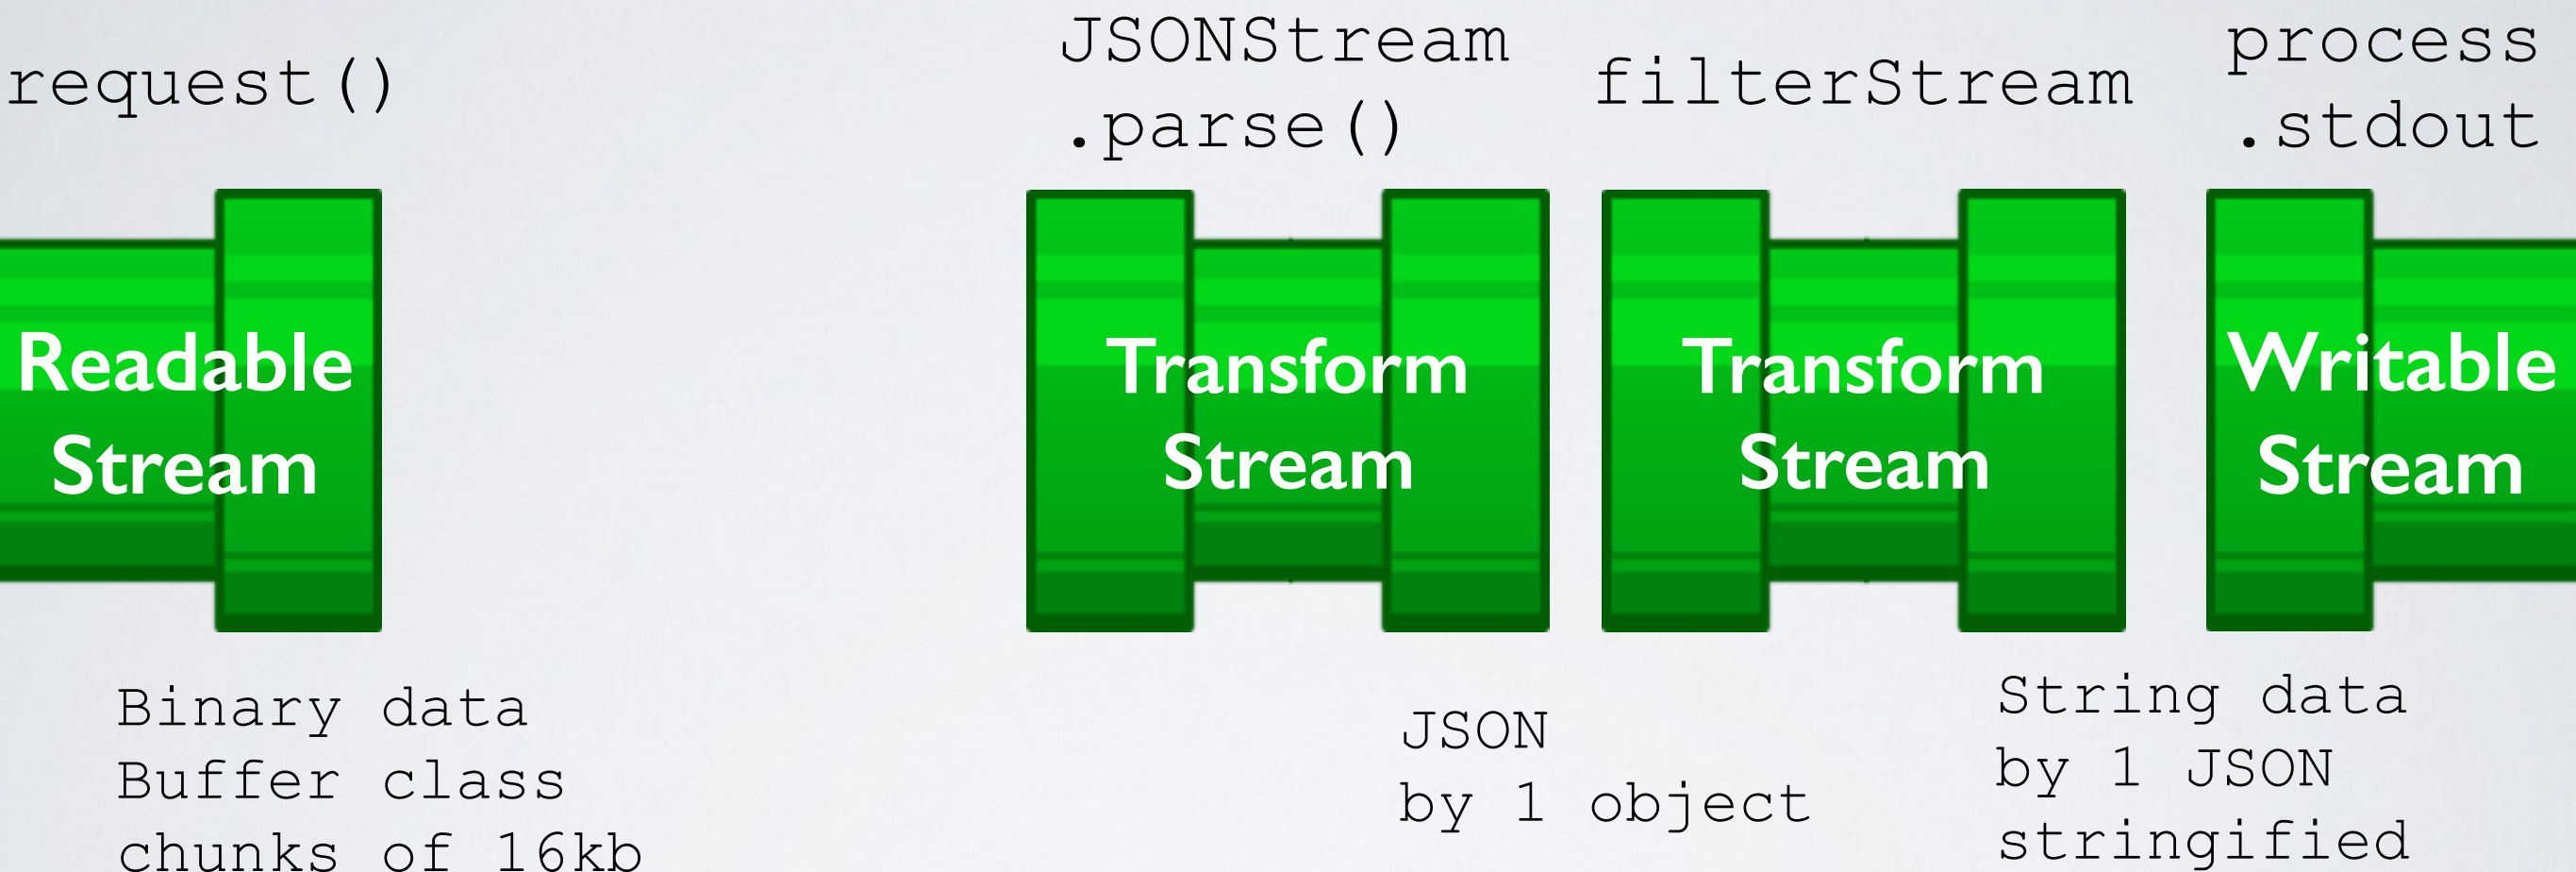 request()
JSONStream
.parse()
filterStream
process
.stdout
Readable
Stream
Transform
Stream
Transform
Stream
Writable
Stream
Binary data
Buffer class
chunks of 16kb
JSON
by 1 object
String data
by 1 JSON
stringified